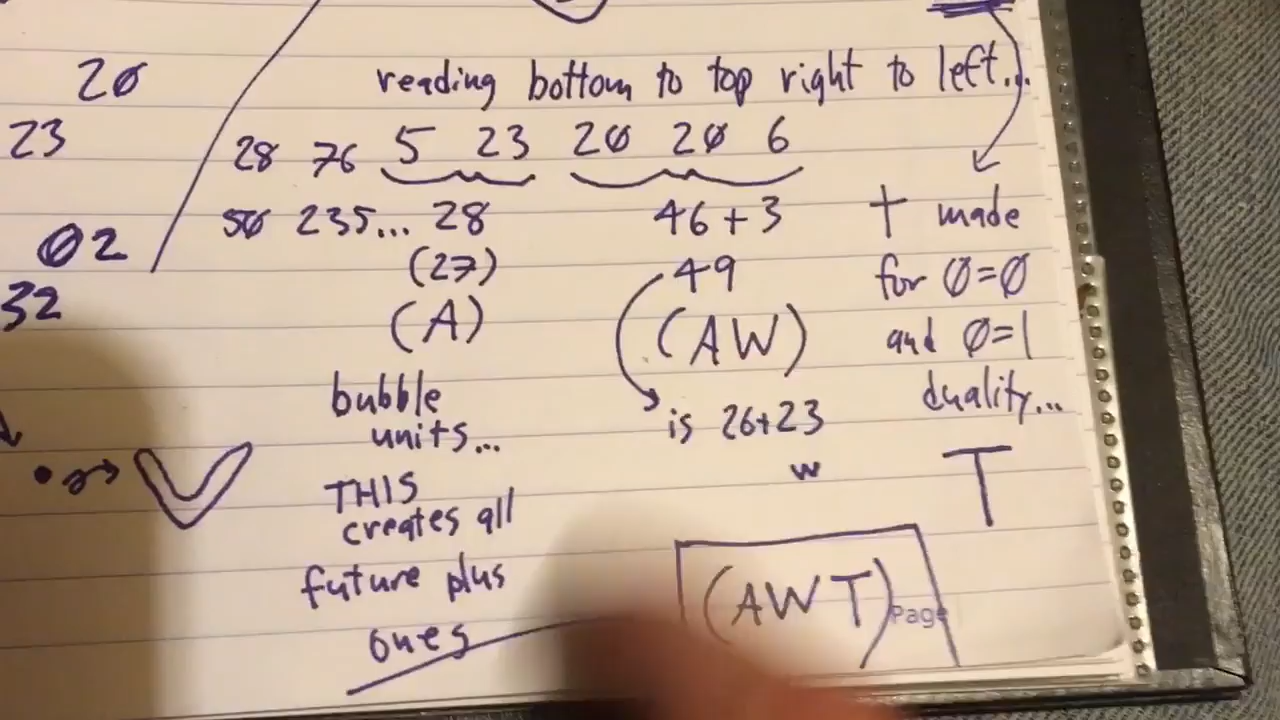 20
23
02
32
reading bottom to top right to left...
28 76 5 23 20 20 6
50 235... 28
(27)
(A)
bubble
units...
THIS
creates all
future plus
ones
46+3
49
(AW)
is 26+23
w
† made
for 0=0
and 0=1
duality...
T
(AWT)
Page